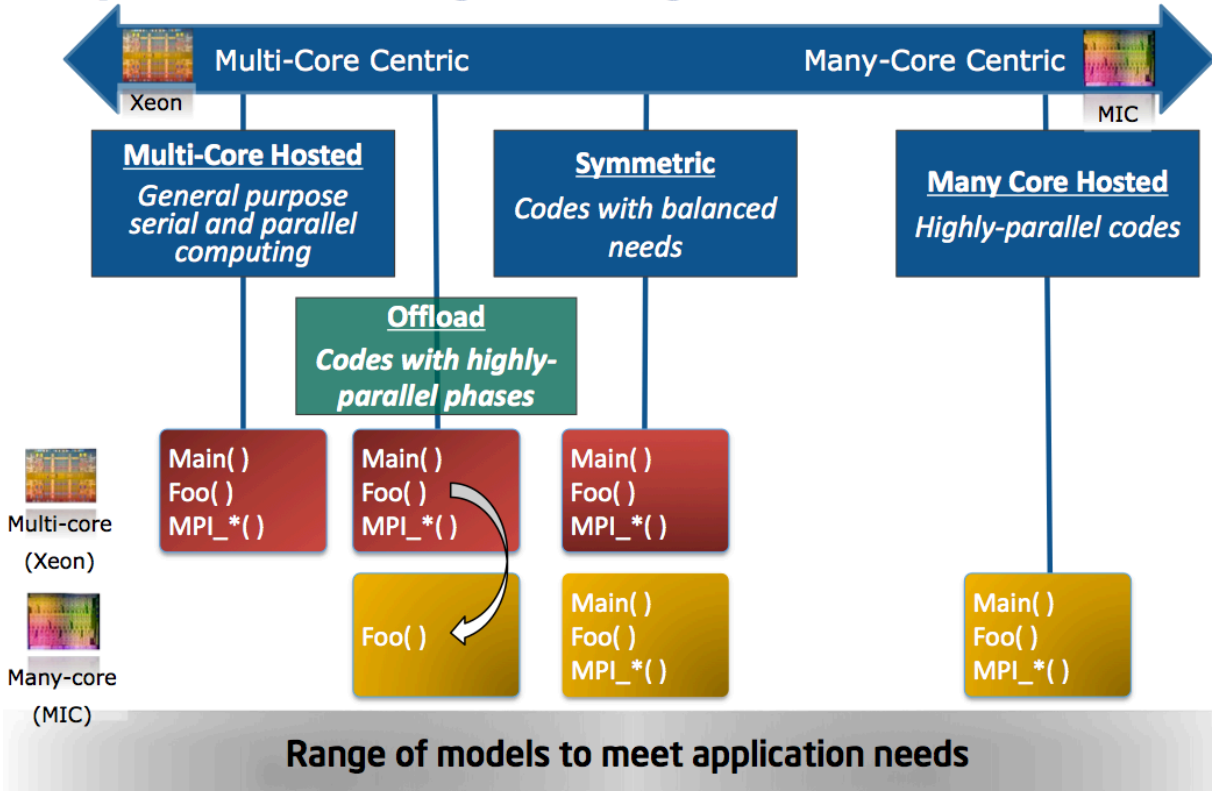 Multi-Core Centric
Many-Core Centric
Xeon
MIC
Multi-Core Hosted
General purpose
serial and parallel
computing
Symmetric
Codes with balanced
needs
Many Core Hosted
Highly-parallel codes
Offload
Codes with highly-
parallel phases
Multi-core
(Xeon)
Main( )
Foo( )
MPI_*( )
Main( )
Foo( )
MPI_*( )
Main( )
Foo( )
MPI_*( )
Many-core
(MIC)
Foo( )
Main( )
Foo( )
MPI_*( )
Main( )
Foo( )
MPI_*( )
Range of models to meet application needs